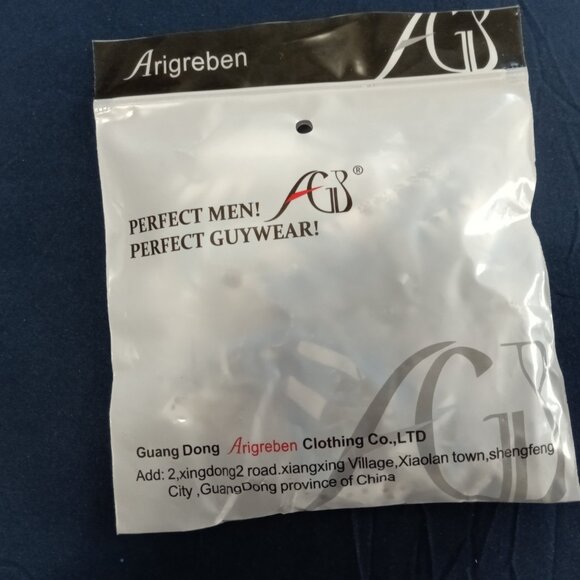 Arigreben
AGB
PERFECT MEN! AGB®
PERFECT GUYWEAR!
AGB
Guang Dong Arigreben Clothing Co.,LTD
Add: 2,xingdong2 road.xiangxing Village,Xiaolan town,shengfeng
City ,GuangDong province of China